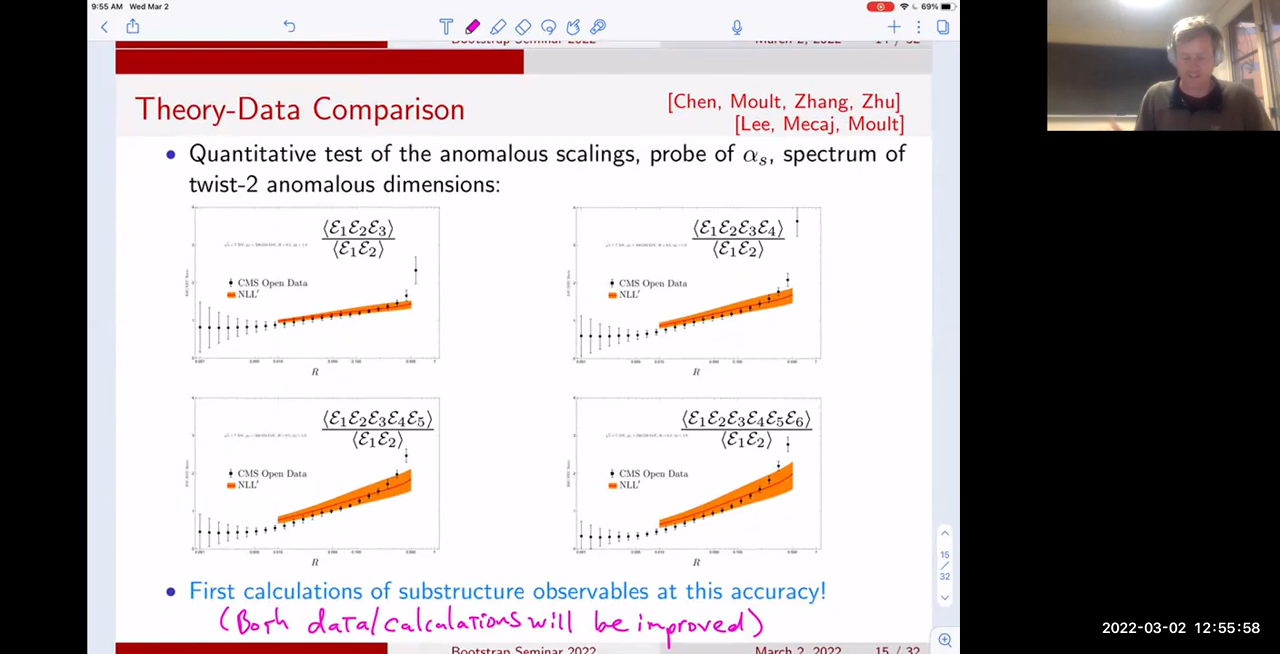 9:55 AM Wed Mar 2
69%
Bootstrap Seminar 2022 March 2, 2022 14 / 32
Theory-Data Comparison
[Chen, Moult, Zhang, Zhu]
[Lee, Mecaj, Moult]
• Quantitative test of the anomalous scalings, probe of αₛ, spectrum of
twist-2 anomalous dimensions:
⟨ℰ₁ℰ₂ℰ₃⟩
⟨ℰ₁ℰ₂⟩
CMS Open Data
NLL′
R
⟨ℰ₁ℰ₂ℰ₃ℰ₄⟩
⟨ℰ₁ℰ₂⟩
CMS Open Data
NLL′
R
⟨ℰ₁ℰ₂ℰ₃ℰ₄ℰ₅⟩
⟨ℰ₁ℰ₂⟩
CMS Open Data
NLL′
R
⟨ℰ₁ℰ₂ℰ₃ℰ₄ℰ₅ℰ₆⟩
⟨ℰ₁ℰ₂⟩
CMS Open Data
NLL′
R
• First calculations of substructure observables at this accuracy!
(Both data/calculations will be improved)
Bootstrap Seminar 2022 March 2, 2022 15 / 32
15
/
32
2022-03-02 12:55:58